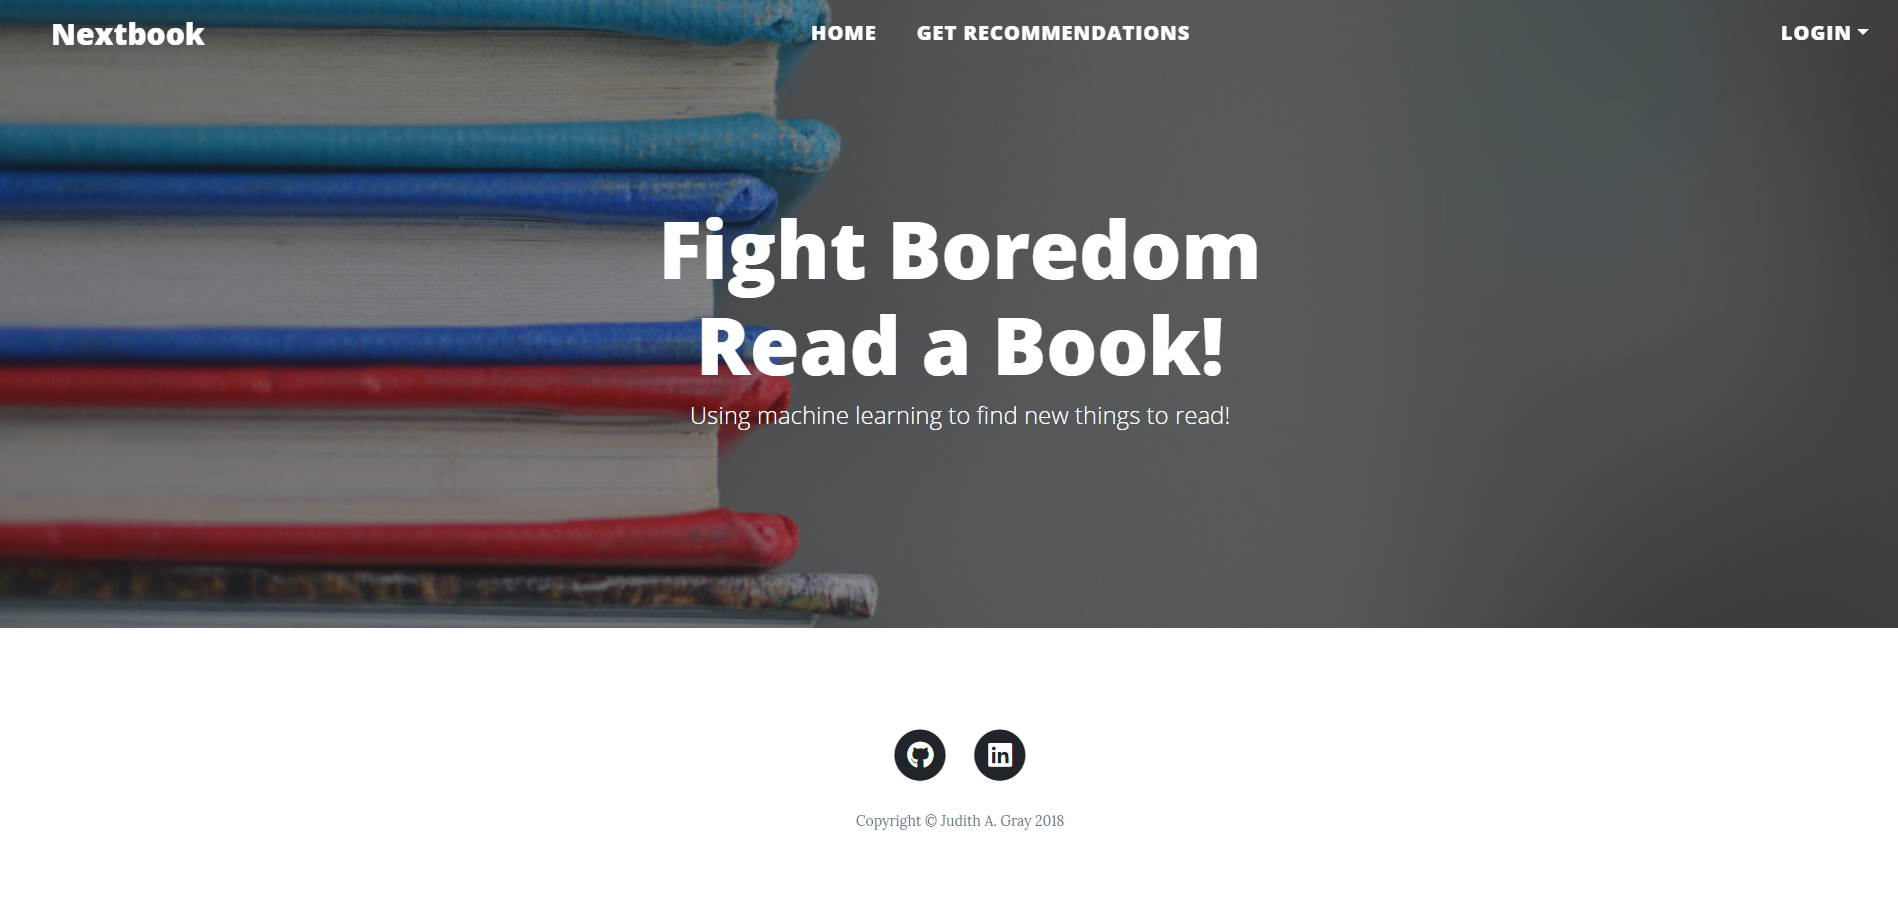 Nextbook
HOME GET RECOMMENDATIONS
LOGIN
Fight Boredom
Read a Book!
Using machine learning to find new things to read!
in
Copyright © Judith A. Gray 2018